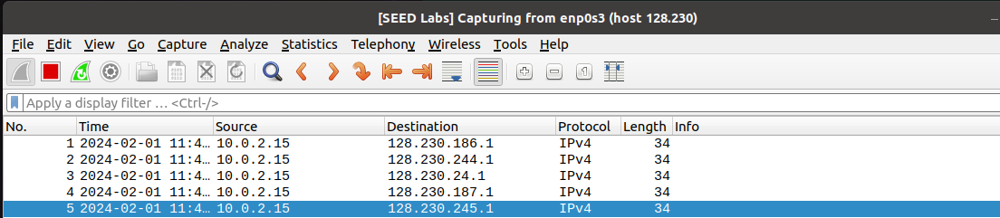 [SEED Labs] Capturing from enp0s3 (host 128.230)
File Edit View Go Capture Analyze Statistics Telephony Wireless Tools Help
Apply a display filter … <Ctrl-/>
No. Time Source Destination Protocol Length Info
1 2024-02-01 11:4… 10.0.2.15 128.230.186.1 IPv4 34
2 2024-02-01 11:4… 10.0.2.15 128.230.244.1 IPv4 34
3 2024-02-01 11:4… 10.0.2.15 128.230.24.1 IPv4 34
4 2024-02-01 11:4… 10.0.2.15 128.230.187.1 IPv4 34
5 2024-02-01 11:4… 10.0.2.15 128.230.245.1 IPv4 34